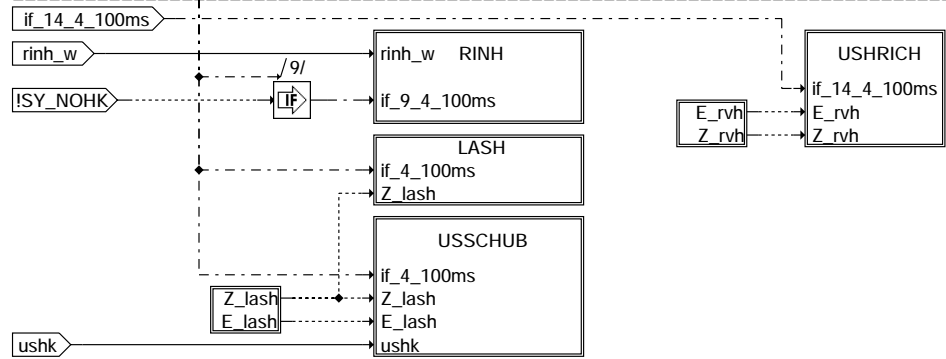 if_14_4_100ms
rinh_w
!SY_NOHK
/9/
IF
rinh_w RINH
if_9_4_100ms
USHRICH
if_14_4_100ms
E_rvh E_rvh
Z_rvh Z_rvh
LASH
if_4_100ms
Z_lash
USSCHUB
if_4_100ms
Z_lash Z_lash
E_lash E_lash
ushk ushk